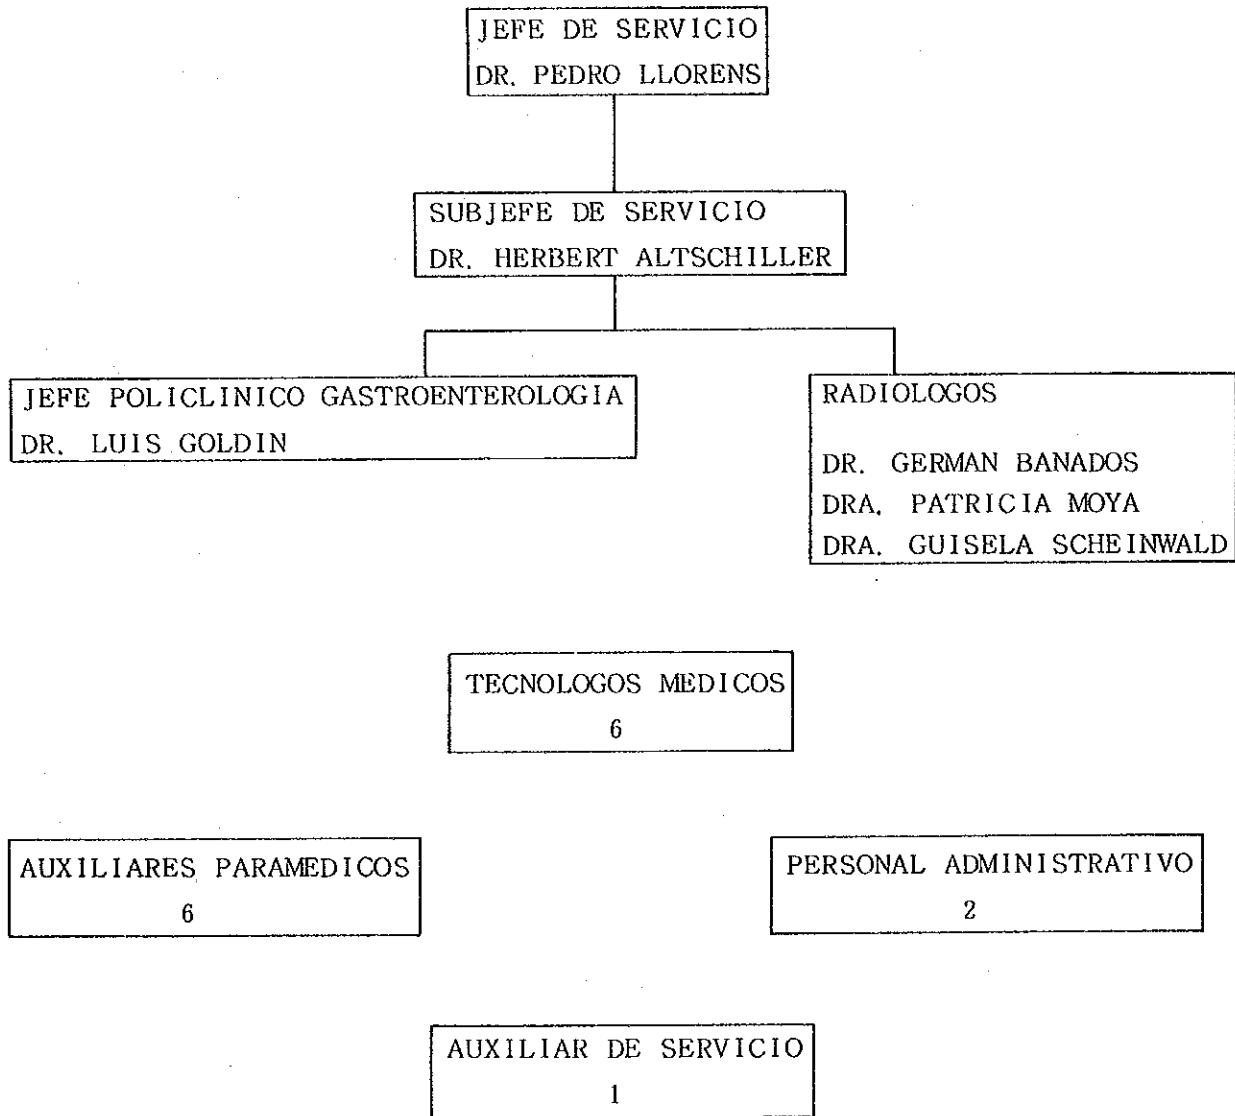 JEFE DE SERVICIO
DR. PEDRO LLORENS
SUBJEFE DE SERVICIO
DR. HERBERT ALTSCHILLER
JEFE POLICLINICO GASTROENTEROLOGIA
DR. LUIS GOLDIN
RADIOLOGOS
DR. GERMAN BANADOS
DRA. PATRICIA MOYA
DRA. GUISELA SCHEINWALD
TECNOLOGOS MEDICOS
6
AUXILIARES PARAMEDICOS
6
PERSONAL ADMINISTRATIVO
2
AUXILIAR DE SERVICIO
1